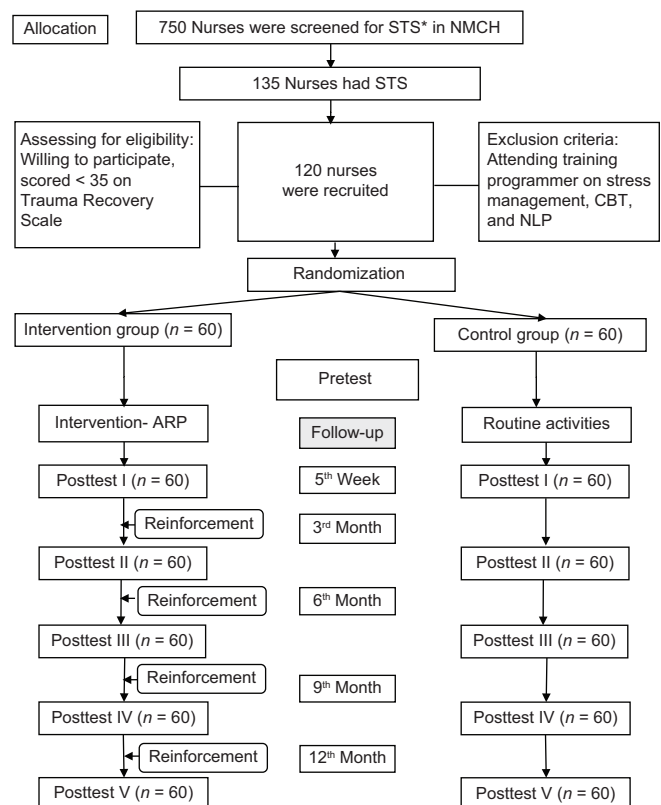 Allocation
750 Nurses were screened for STS* in NMCH
135 Nurses had STS
Assessing for eligibility:
Willing to participate,
scored < 35 on
Trauma Recovery
Scale
120 nurses
were recruited
Exclusion criteria:
Attending training
programmer on stress
management, CBT,
and NLP
Randomization
Intervention group (n = 60)
Control group (n = 60)
Pretest
Intervention- ARP
Follow-up
Routine activities
Posttest I (n = 60)
5th Week
Posttest I (n = 60)
Reinforcement
3rd Month
Posttest II (n = 60)
Posttest II (n = 60)
Reinforcement
6th Month
Posttest III (n = 60)
Posttest III (n = 60)
Reinforcement
9th Month
Posttest IV (n = 60)
Posttest IV (n = 60)
Reinforcement
12th Month
Posttest V (n = 60)
Posttest V (n = 60)